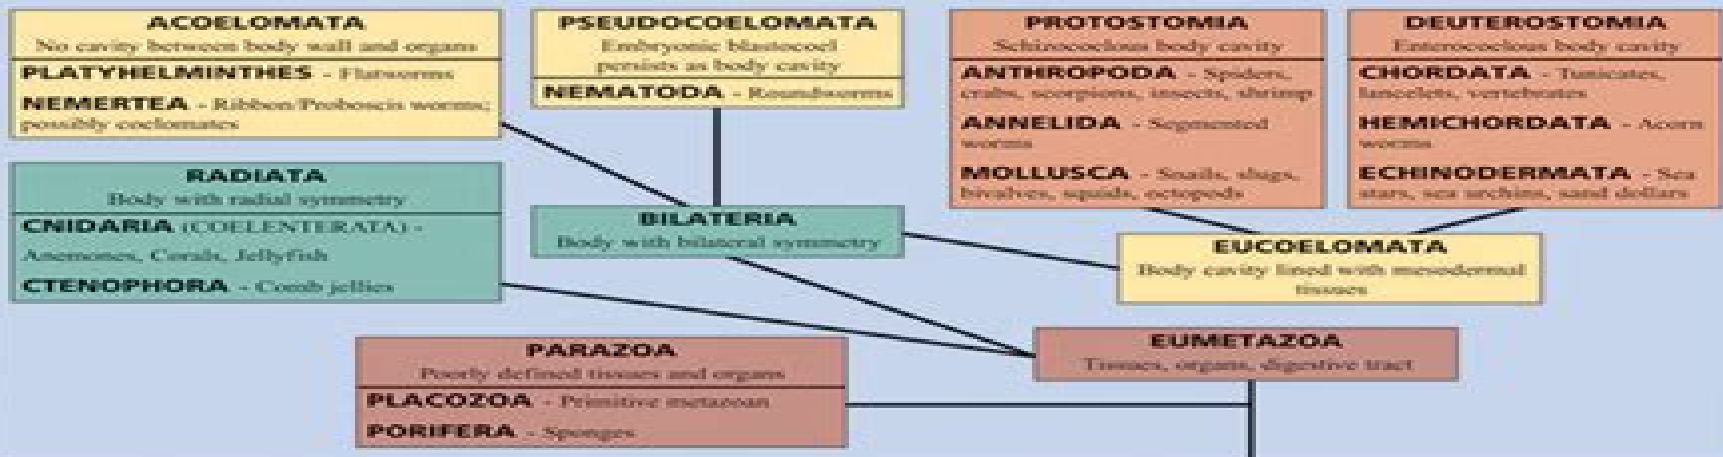 ACOELOMATA
No cavity between body wall and organs
PLATYHELMINTHES - Flatworms
NEMERTEA - Ribbon/Proboscis worms;
possibly coelomates
PSEUDOCOELOMATA
Embryonic blastocoel
persists as body cavity
NEMATODA - Roundworms
PROTOSTOMIA
Schizocoelous body cavity
ANTHROPODA - Spiders,
crabs, scorpions, insects, shrimp
ANNELIDA - Segmented
worms
MOLLUSCA - Snails, slugs,
bivalves, squids, octopods
DEUTEROSTOMIA
Enterocoelous body cavity
CHORDATA - Tunicates,
lancelets, vertebrates
HEMICHORDATA - Acorn
worms
ECHINODERMATA - Sea
stars, sea urchins, sand dollars
RADIATA
Body with radial symmetry
CNIDARIA (COELENTERATA) -
Anemones, Corals, Jellyfish
CTENOPHORA - Comb jellies
BILATERIA
Body with bilateral symmetry
EUCOELOMATA
Body cavity lined with mesodermal
tissues
PARAZOA
Poorly defined tissues and organs
PLACOZOA - Primitive metazoan
PORIFERA - Sponges
EUMETAZOA
Tissues, organs, digestive tract